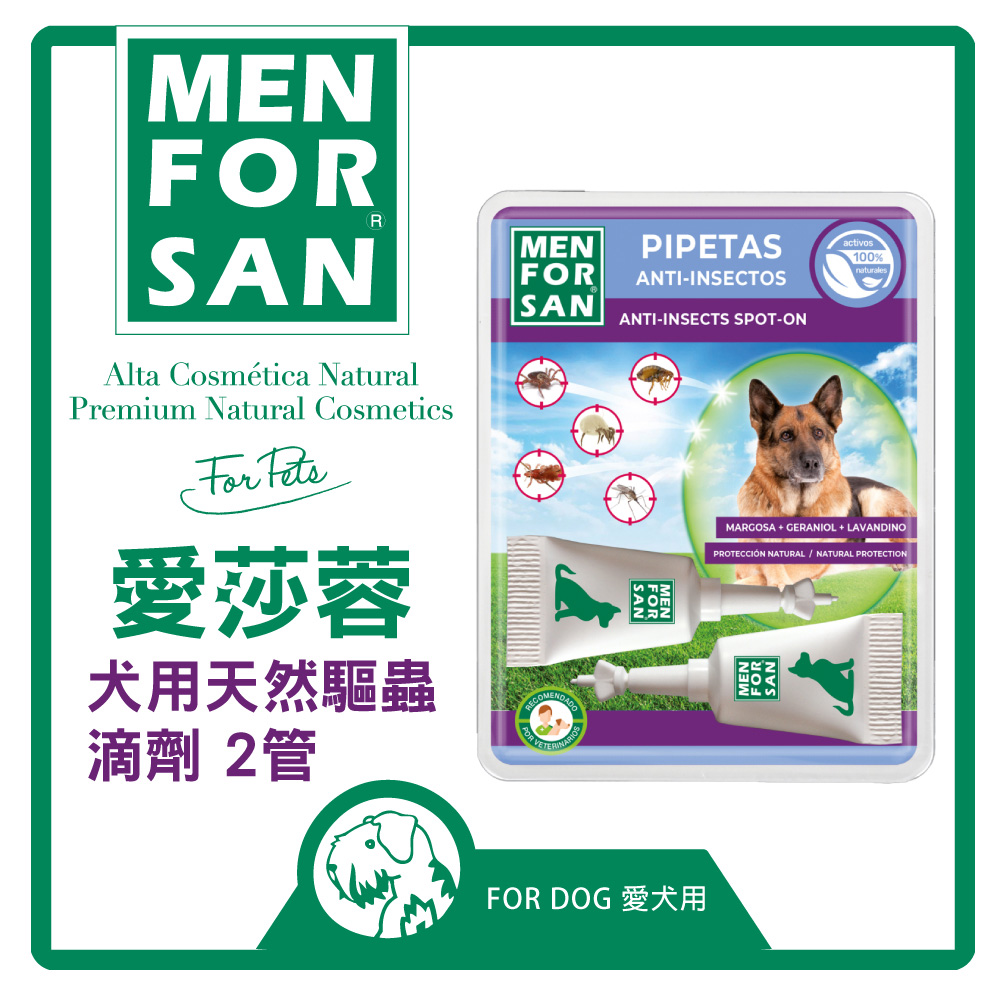 MEN
FOR
SAN®
Alta Cosmética Natural
Premium Natural Cosmetics
For Pets
愛莎蓉
犬用天然驅蟲
滴劑 2管
MEN
FOR
SAN®
PIPETAS
ANTI-INSECTOS
activos
100%
naturales
ANTI-INSECTS SPOT-ON
MARGOSA + GERANIOL + LAVANDINO
PROTECCIÓN NATURAL / NATURAL PROTECTION
MEN
FOR
SAN
MEN
FOR
SAN
RECOMENDADO
POR VETERINARIOS
FOR DOG 愛犬用